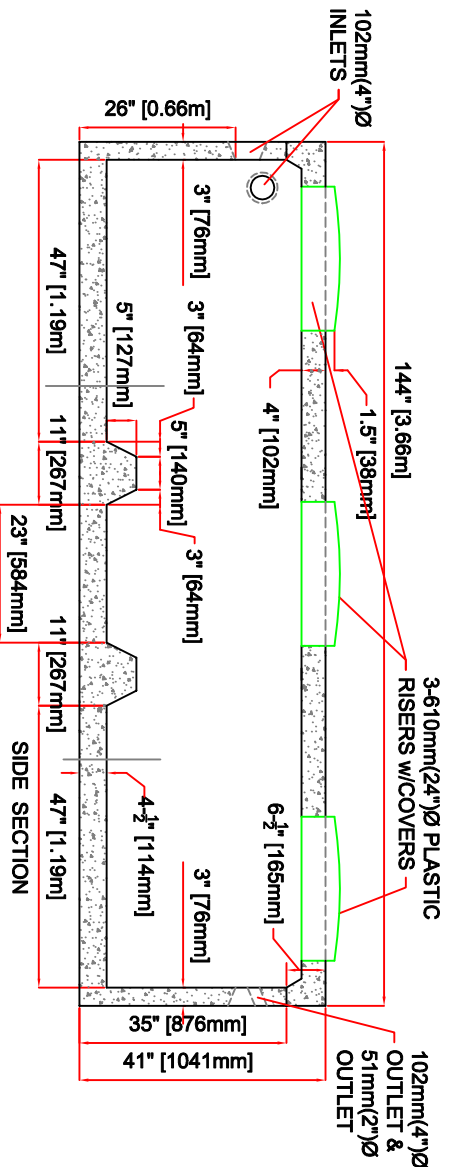 102mm(4")Ø
INLETS
26" [0.66m]
3" [76mm]
47" [1.19m]
5" [127mm]
3" [64mm]
5" [140mm]
3" [64mm]
11" [267mm]
23" [584mm]
11" [267mm]
4" [102mm]
144" [3.66m]
1.5" [38mm]
3-610mm(24")Ø PLASTIC
RISERS w/COVERS
6-1/2" [165mm]
4-1/2" [114mm]
3" [76mm]
47" [1.19m]
SIDE SECTION
35" [876mm]
41" [1041mm]
102mm(4")Ø
OUTLET &
51mm(2")Ø
OUTLET